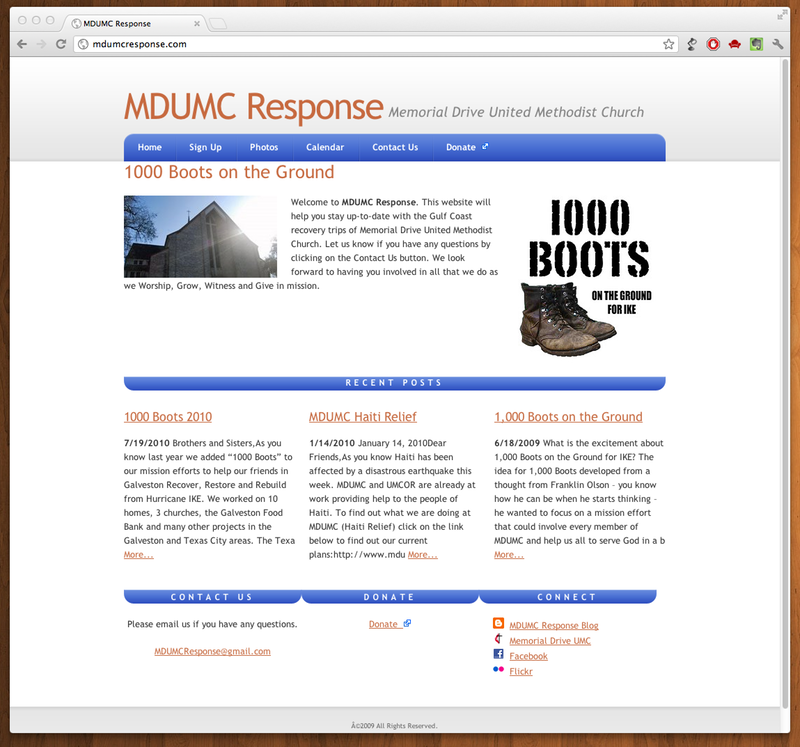 MDUMC Response
mdumcresponse.com
MDUMC Response Memorial Drive United Methodist Church
Home Sign Up Photos Calendar Contact Us Donate
1000 Boots on the Ground
Welcome to MDUMC Response. This website will
help you stay up-to-date with the Gulf Coast
recovery trips of Memorial Drive United Methodist
Church. Let us know if you have any questions by
clicking on the Contact Us button. We look
forward to having you involved in all that we do as
we Worship, Grow, Witness and Give in mission.
1000
BOOTS
ON THE GROUND
FOR IKE
RECENT POSTS
1000 Boots 2010
7/19/2010 Brothers and Sisters,As you
know last year we added “1000 Boots” to
our mission efforts to help our friends in
Galveston Recover, Restore and Rebuild
from Hurricane IKE. We worked on 10
homes, 3 churches, the Galveston Food
Bank and many other projects in the
Galveston and Texas City areas. The Texa
More...
MDUMC Haiti Relief
1/14/2010 January 14, 2010Dear
Friends,As you know Haiti has been
affected by a disastrous earthquake this
week. MDUMC and UMCOR are already at
work providing help to the people of
Haiti. To find out what we are doing at
MDUMC (Haiti Relief) click on the link
below to find out our current
plans:http://www.mdu More...
1,000 Boots on the Ground
6/18/2009 What is the excitement about
1,000 Boots on the Ground for IKE? The
idea for 1,000 Boots developed from a
thought from Franklin Olson – you know
how he can be when he starts thinking –
he wanted to focus on a mission effort
that could involve every member of
MDUMC and help us all to serve God in a b
More...
CONTACT US
Please email us if you have any questions.
MDUMCResponse@gmail.com
DONATE
Donate
CONNECT
MDUMC Response Blog
Memorial Drive UMC
Facebook
Flickr
Â©2009 All Rights Reserved.